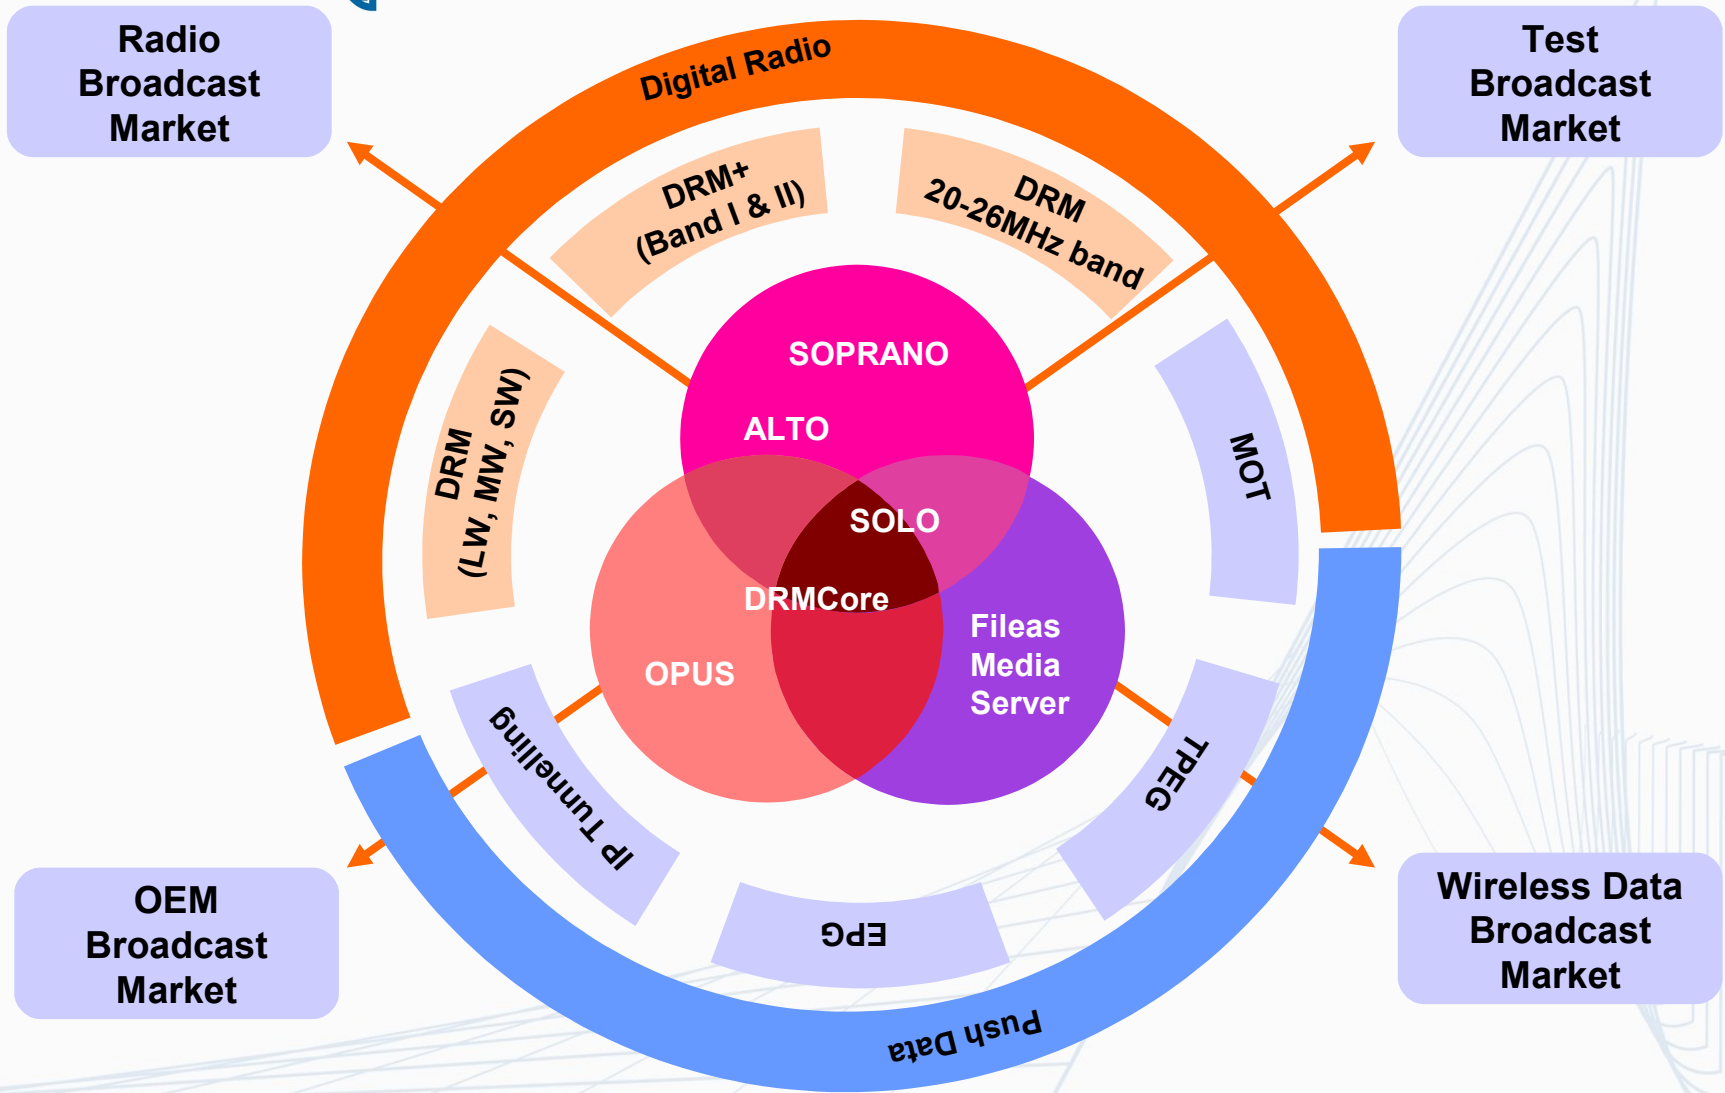 Radio
Broadcast
Market
Test
Broadcast
Market
Digital Radio
DRM+
(Band I & II)
DRM
20-26MHz band
DRM
(LW, MW, SW)
MOT
SOPRANO
ALTO
SOLO
DRMCore
OPUS
Fileas
Media
Server
IP Tunnelling
TPEG
EPG
Push Data
OEM
Broadcast
Market
Wireless Data
Broadcast
Market